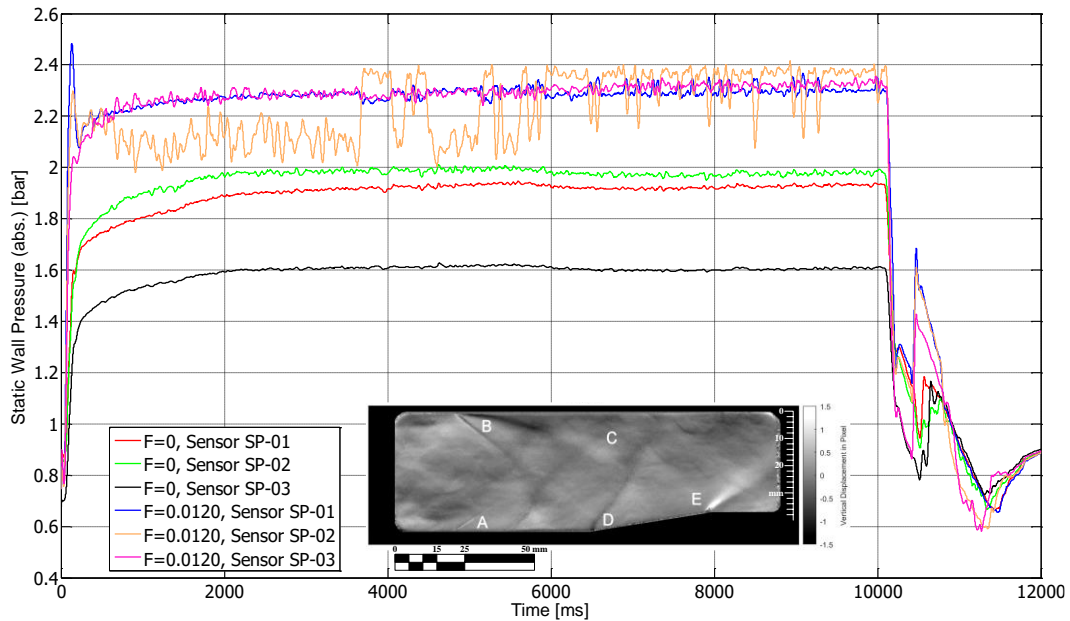 2.6
2.4
2.2
2
1.8
1.6
1.4
1.2
1
0.8
0.6
0.4
Static Wall Pressure (abs.) [bar]
0
2000
4000
6000
8000
10000
12000
Time [ms]
F=0, Sensor SP-01
F=0, Sensor SP-02
F=0, Sensor SP-03
F=0.0120, Sensor SP-01
F=0.0120, Sensor SP-02
F=0.0120, Sensor SP-03
A
B
C
D
E
0
10
20
mm
0
15
25
50 mm
1.5
1
0.5
0
-0.5
-1
-1.5
Vertical Displacement in Pixel